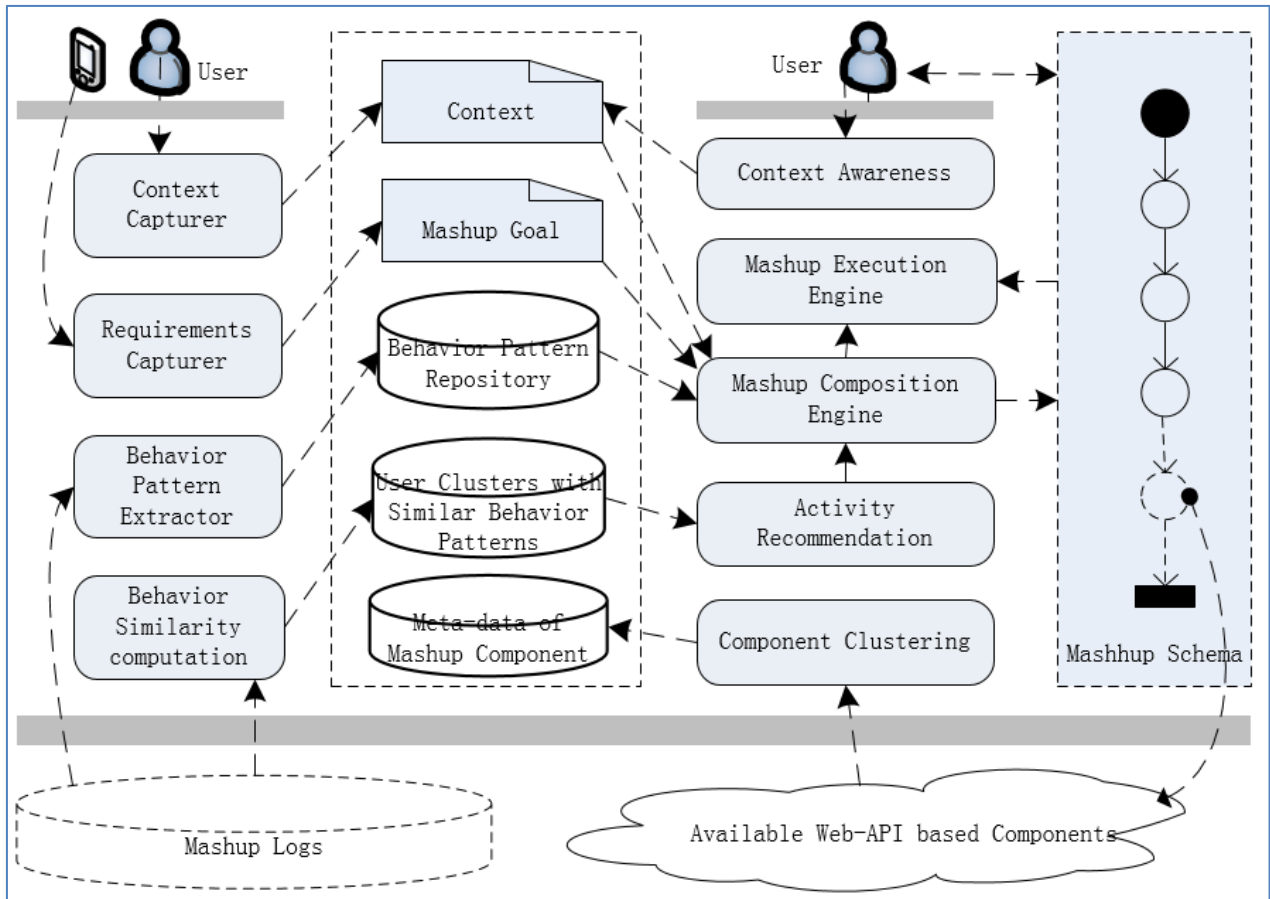 User
Context
Capturer
Requirements
Capturer
Behavior
Pattern
Extractor
Behavior
Similarity
computation
Context
Mashup Goal
Behavior Pattern
Repository
User Clusters with
Similar Behavior
Patterns
Meta-data of
Mashup Component
User
Context Awareness
Mashup Execution
Engine
Mashup Composition
Engine
Activity
Recommendation
Component Clustering
Mashhup Schema
Mashup Logs
Available Web-API based Components